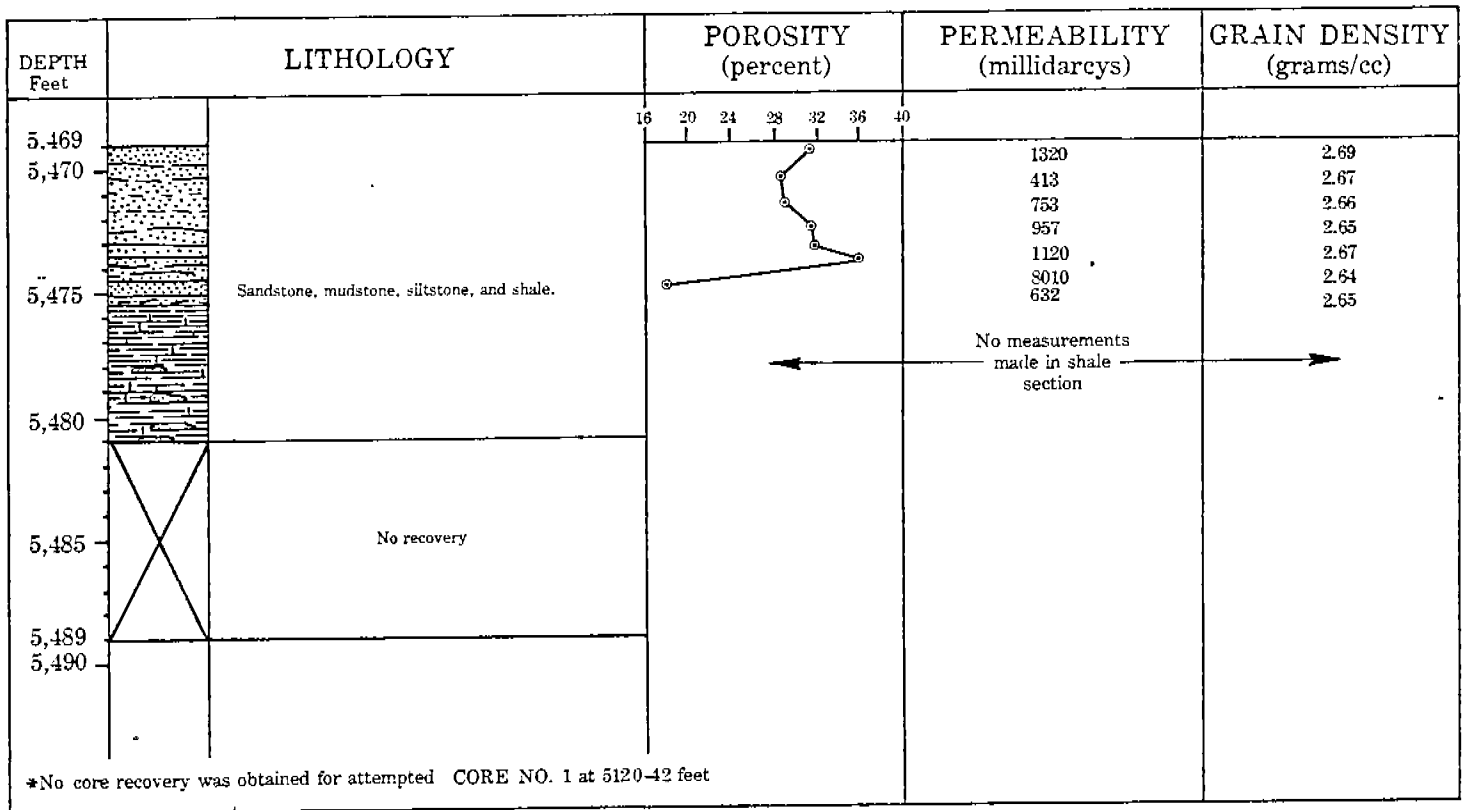 DEPTH
Feet
LITHOLOGY
POROSITY
(percent)
PERMEABILITY
(millidarcys)
GRAIN DENSITY
(grams/cc)
16 20 24 28 32 36 40
5,469
5,470
5,475
5,480
5,485
5,489
5,490
Sandstone, mudstone, siltstone, and shale.
No recovery
1320 2.69
413 2.67
753 2.66
957 2.65
1120 2.67
8010 2.64
632 2.65
No measurements
made in shale
section
*No core recovery was obtained for attempted CORE NO. 1 at 5120-42 feet